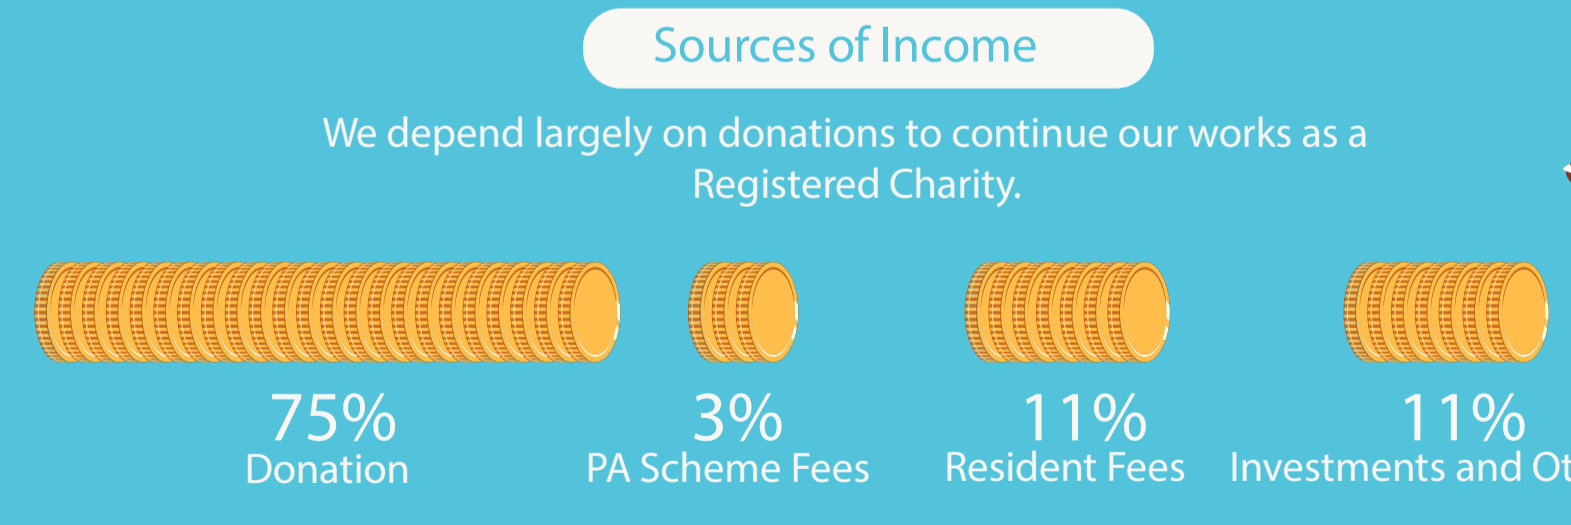 Sources of Income
We depend largely on donations to continue our works as a
Registered Charity.
75%
Donation
3%
PA Scheme Fees
11%
Resident Fees
11%
Investments and